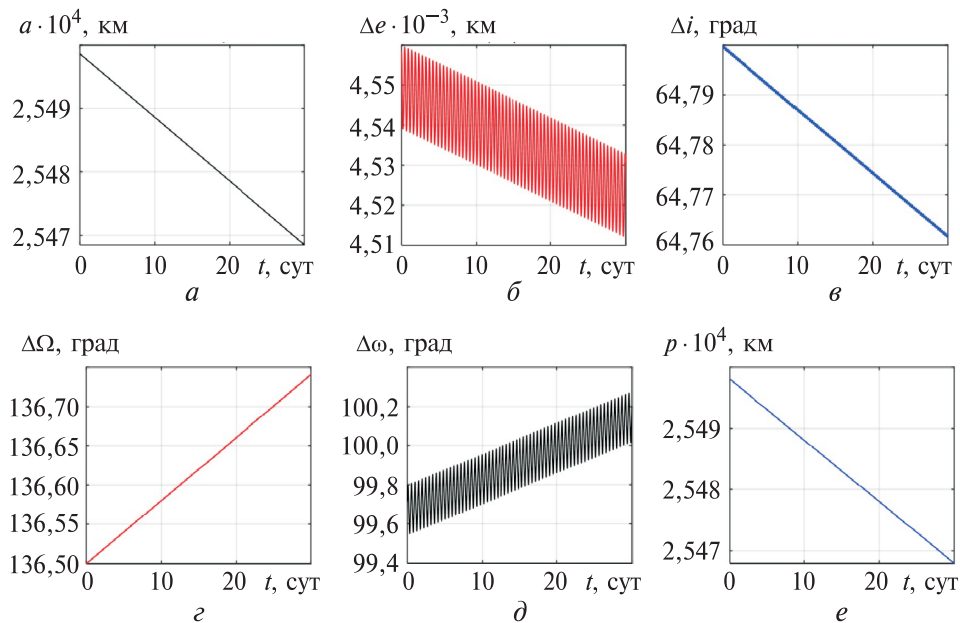 a · 10⁴, км
2,549
2,548
2,547
0 10 20 t, сут
а
Δe · 10⁻³, км
4,55
4,54
4,53
4,52
4,51
0 10 20 t, сут
б
Δi, град
64,79
64,78
64,77
64,76
0 10 20 t, сут
в
ΔΩ, град
136,70
136,65
136,60
136,55
136,50
0 10 20 t, сут
г
Δω, град
100,2
100,0
99,8
99,6
99,4
0 10 20 t, сут
д
p · 10⁴, км
2,549
2,548
2,547
0 10 20 t, сут
е